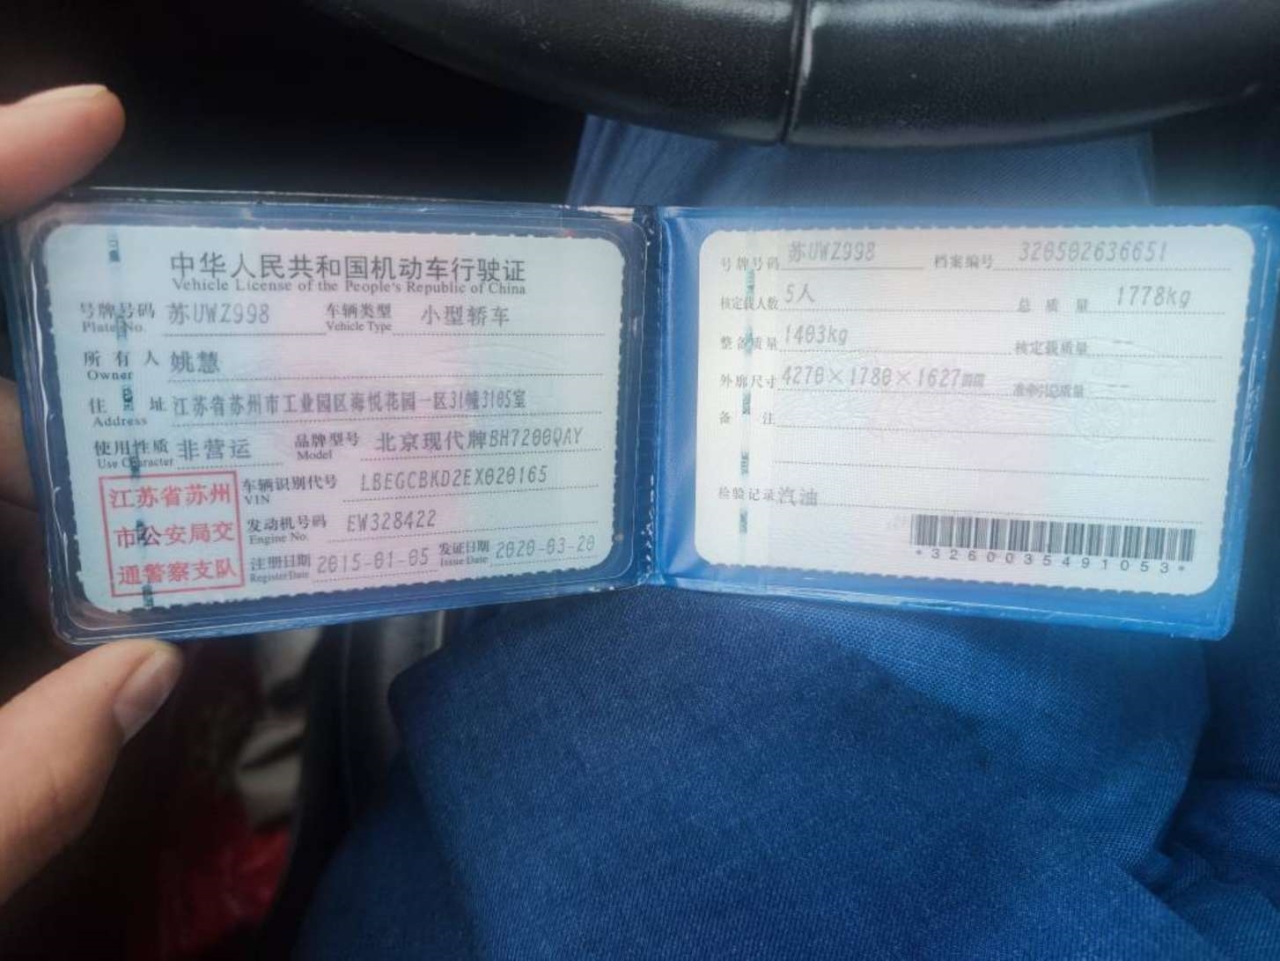 中华人民共和国机动车行驶证
Vehicle License of the People's Republic of China
号牌号码 苏UWZ998 车辆类型 小型轿车
Plate No. Vehicle Type
所有人 姚慧
Owner
住址 江苏省苏州市工业园区海悦花园一区31幢3105室
Address
使用性质 非营运 品牌型号 北京现代牌BH7200QAY
Use Character Model
江苏省苏州
市公安局交
通警察支队
车辆识别代号 LBEGCBKD2EX020165
VIN
发动机号码 EW328422
Engine No.
注册日期 2015-01-05 发证日期 2020-03-20
Register Date Issue Date
号牌号码 苏UWZ998 档案编号 320502636651
核定载人数 5人 总质量 1778kg
整备质量 1403kg 核定载质量 --
外廓尺寸 4270×1780×1627mm 准牵引总质量 --
备注
检验记录 汽油
*3260035491053*